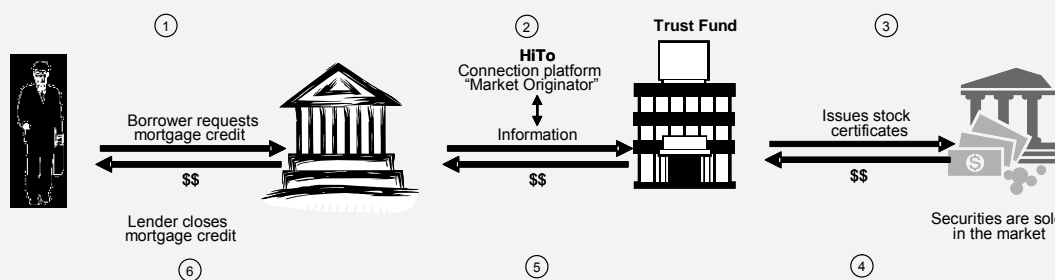 1
2
Trust Fund
3
HiTo
Connection platform
“Market Originator”
Borrower requests
mortgage credit
Information
Issues stock
certificates
$$
$$
$$
$
Lender closes
mortgage credit
Securities are sol
in the market
6
5
4